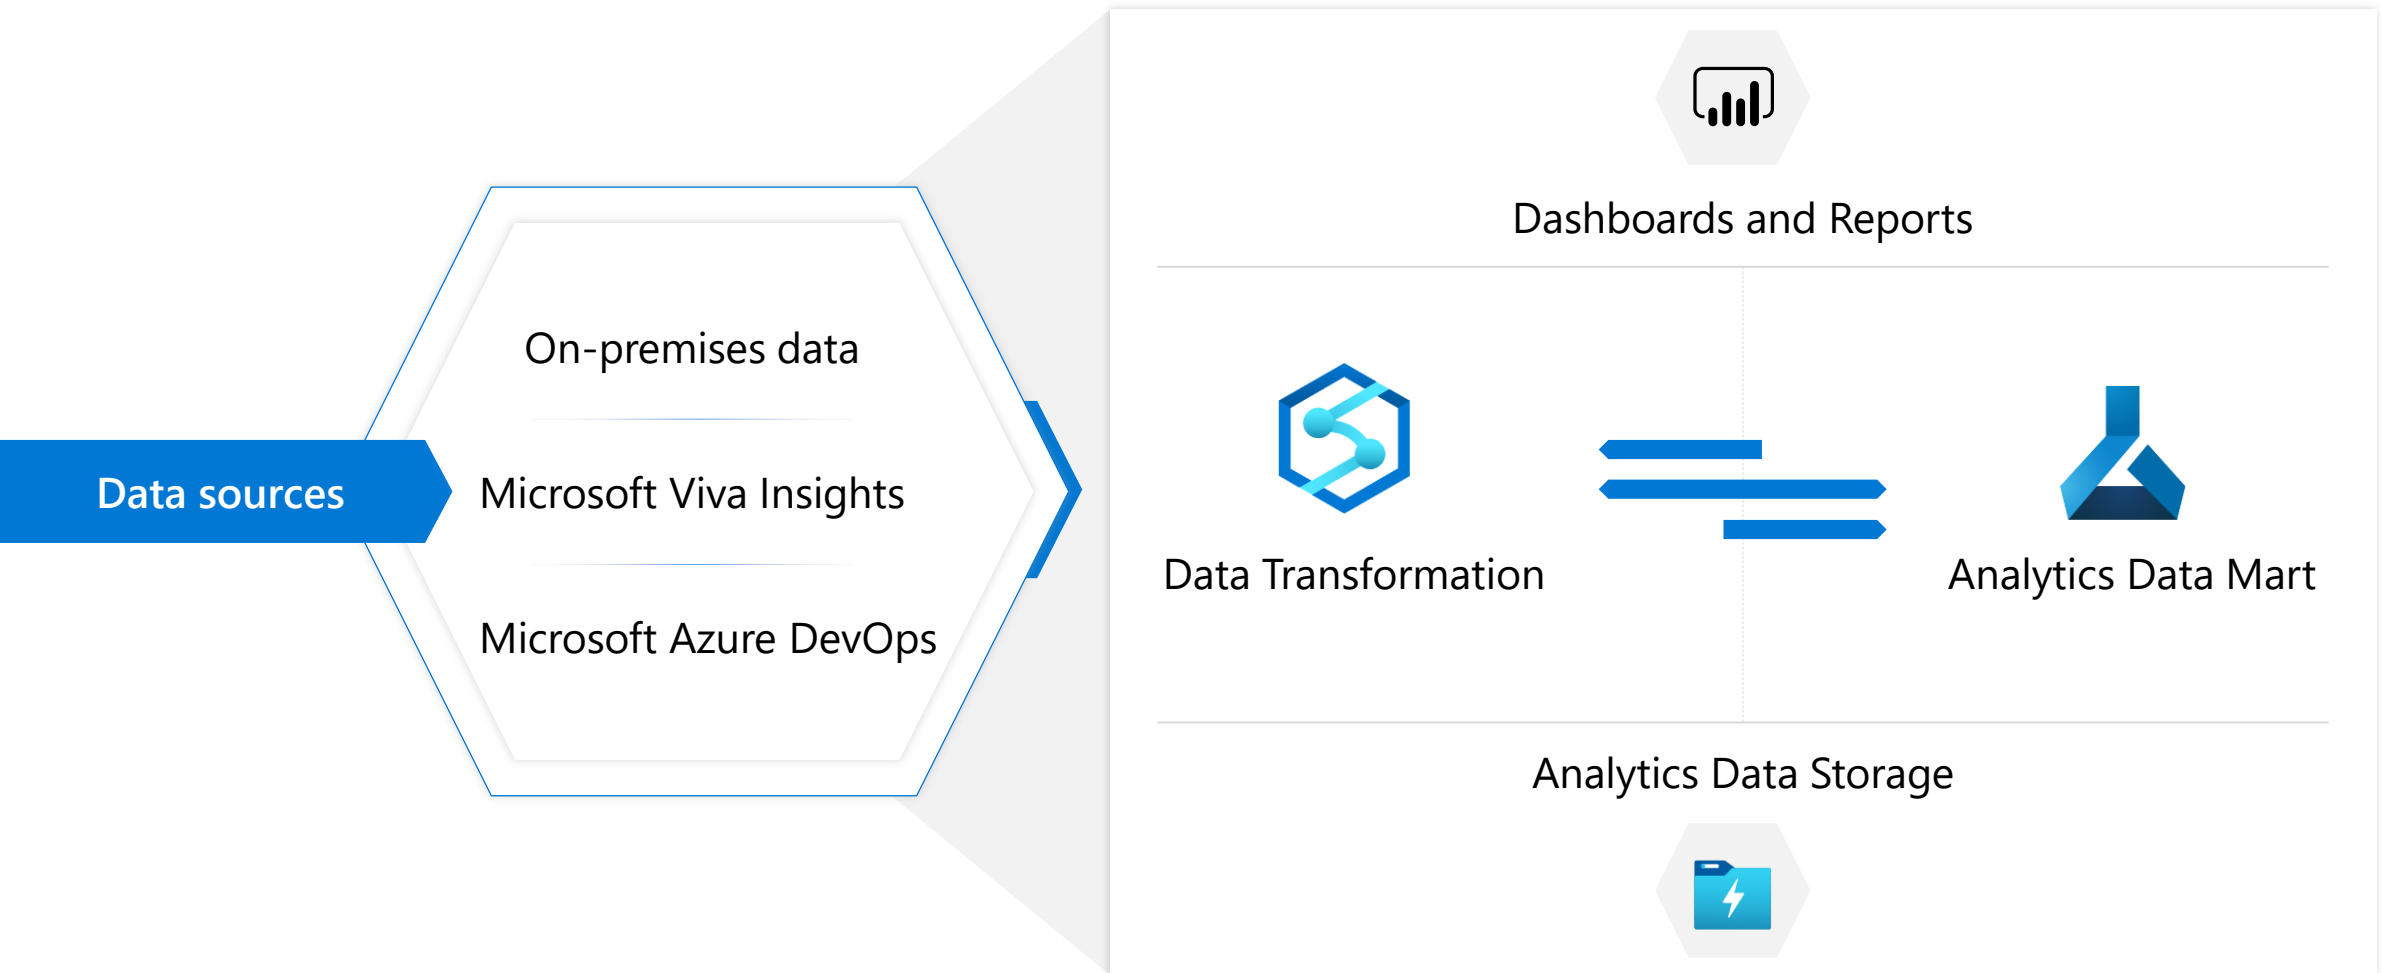 Data sources
On-premises data
Microsoft Viva Insights
Microsoft Azure DevOps
Dashboards and Reports
Data Transformation
Analytics Data Mart
Analytics Data Storage